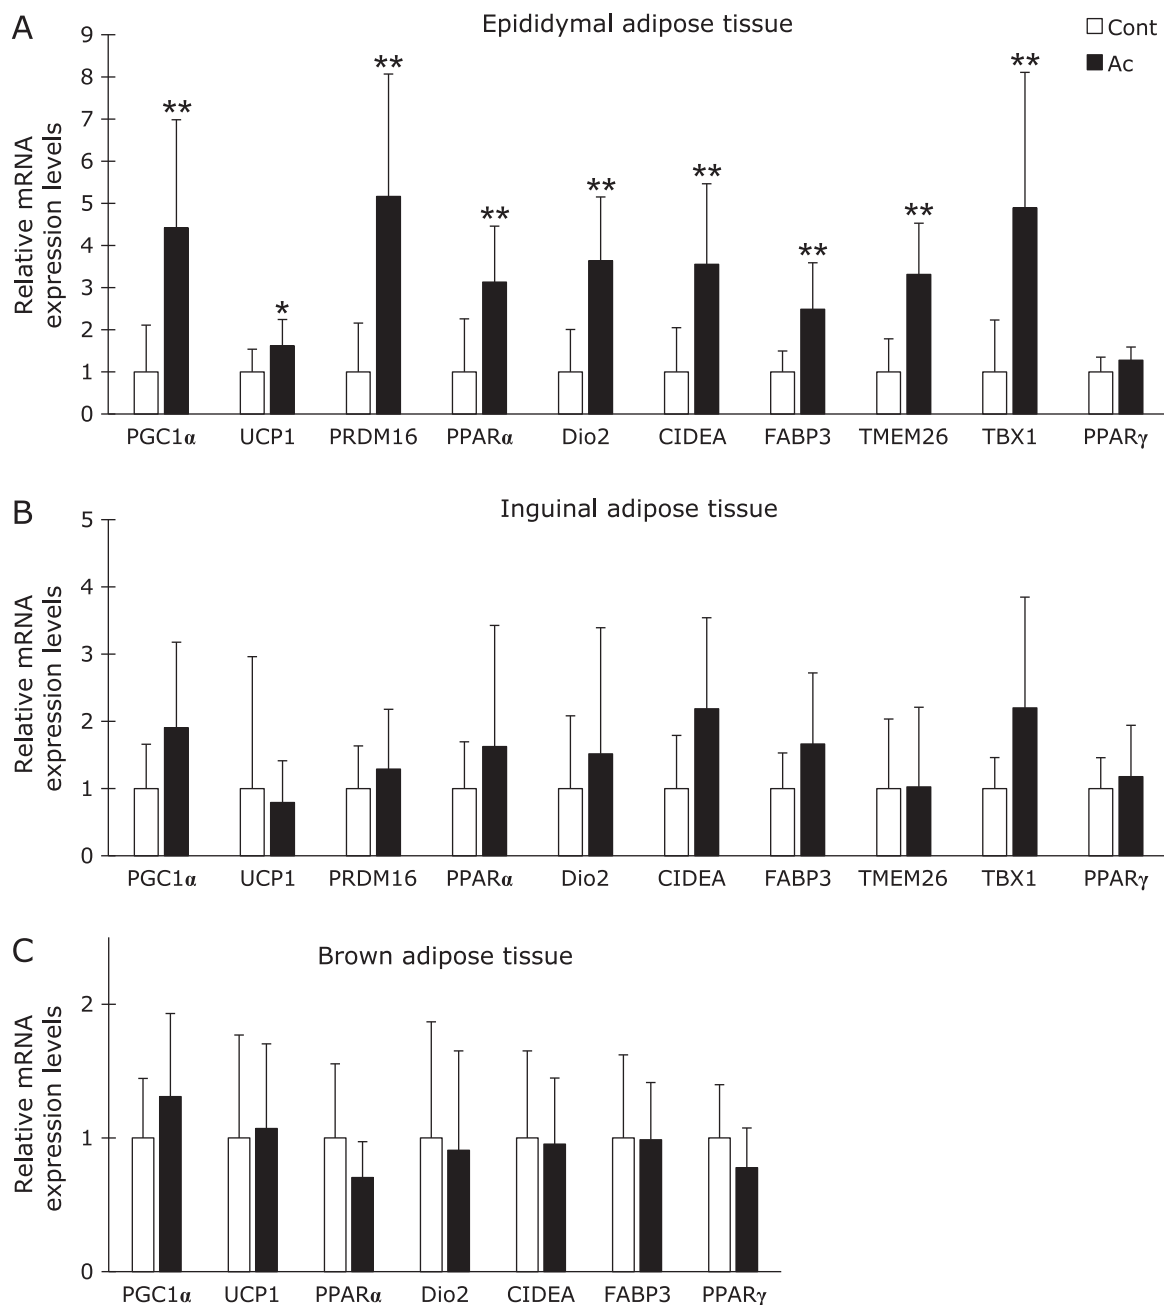 A
Epididymal adipose tissue
Cont
Ac
Relative mRNA
expression levels
9
8
7
6
5
4
3
2
1
0
**
*
**
**
**
**
**
**
**
PGC1α UCP1 PRDM16 PPARα Dio2 CIDEA FABP3 TMEM26 TBX1 PPARγ
B
Inguinal adipose tissue
Relative mRNA
expression levels
5
4
3
2
1
0
PGC1α UCP1 PRDM16 PPARα Dio2 CIDEA FABP3 TMEM26 TBX1 PPARγ
C
Brown adipose tissue
Relative mRNA
expression levels
2
1
0
PGC1α UCP1 PPARα Dio2 CIDEA FABP3 PPARγ